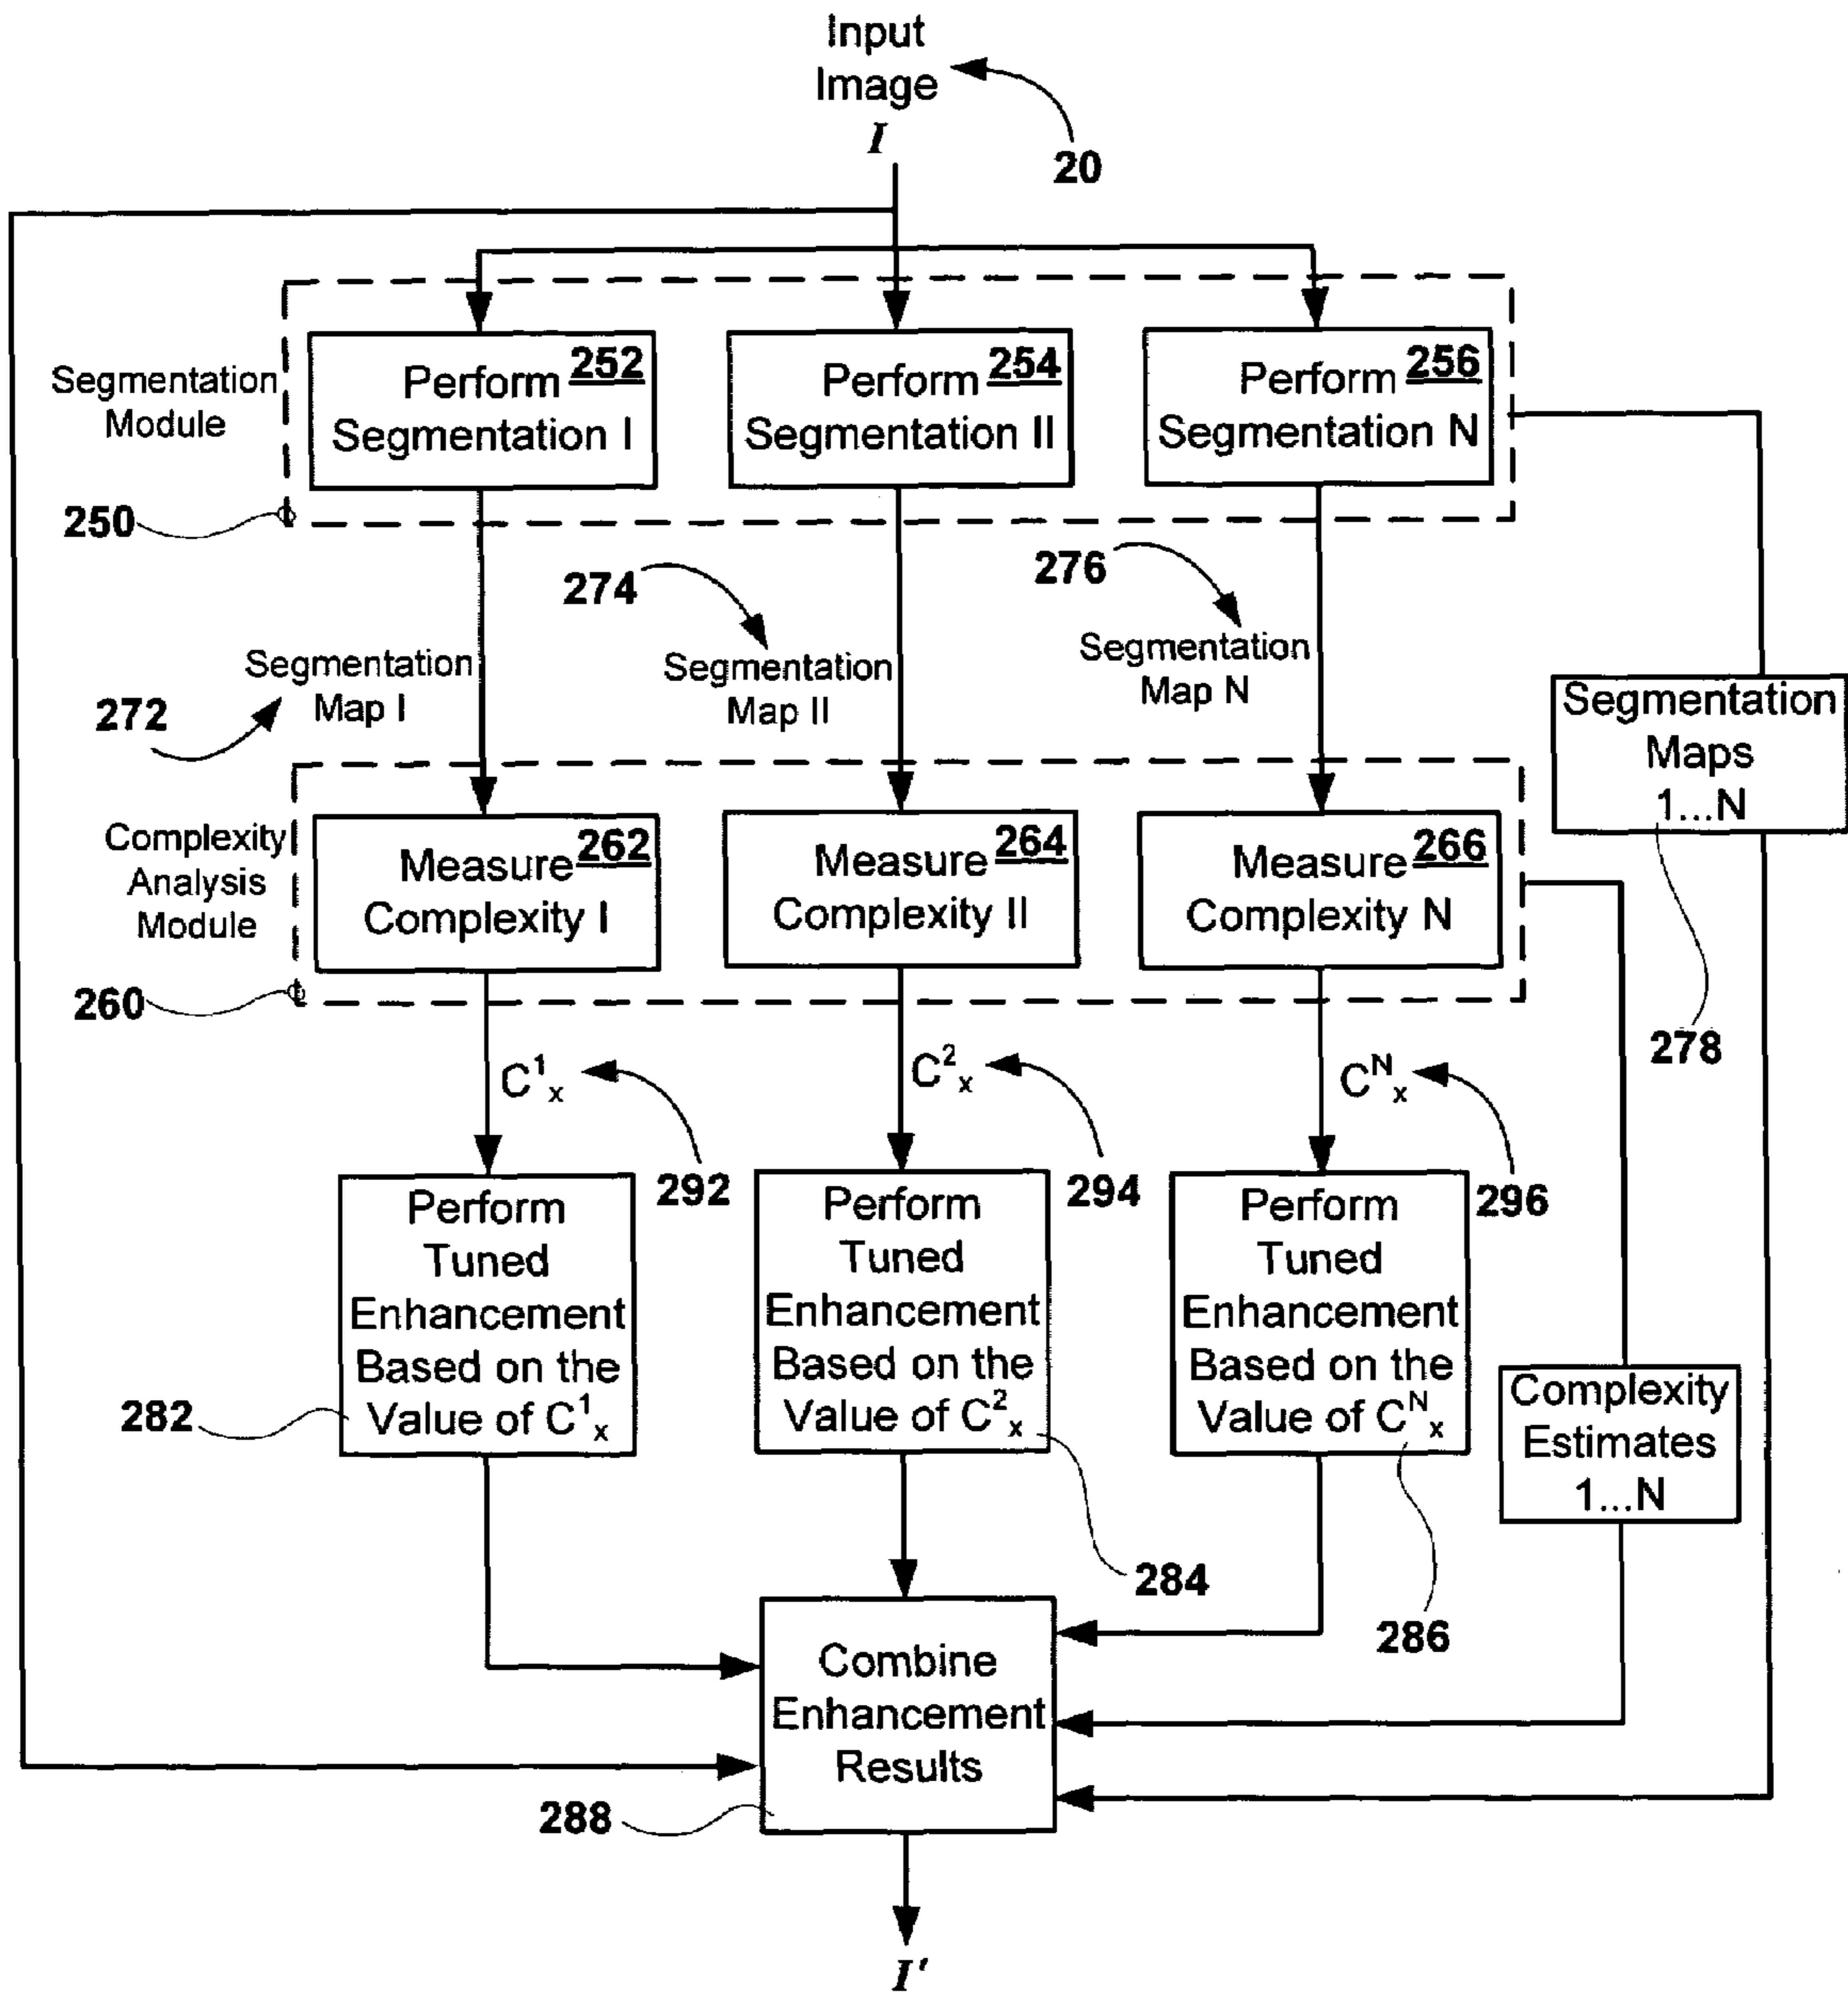 Input
Image
I
20
Segmentation
Module
250
Perform 252
Segmentation I
Perform 254
Segmentation II
Perform 256
Segmentation N
272
Segmentation
Map I
274
Segmentation
Map II
276
Segmentation
Map N
Segmentation
Maps
1...N
278
Complexity
Analysis
Module
260
Measure 262
Complexity I
Measure 264
Complexity II
Measure 266
Complexity N
C¹ₓ
292
C²ₓ
294
Cᴺₓ
296
Perform
Tuned
Enhancement
Based on the
Value of C¹ₓ
282
Perform
Tuned
Enhancement
Based on the
Value of C²ₓ
284
Perform
Tuned
Enhancement
Based on the
Value of Cᴺₓ
286
Complexity
Estimates
1...N
Combine
Enhancement
Results
288
I'